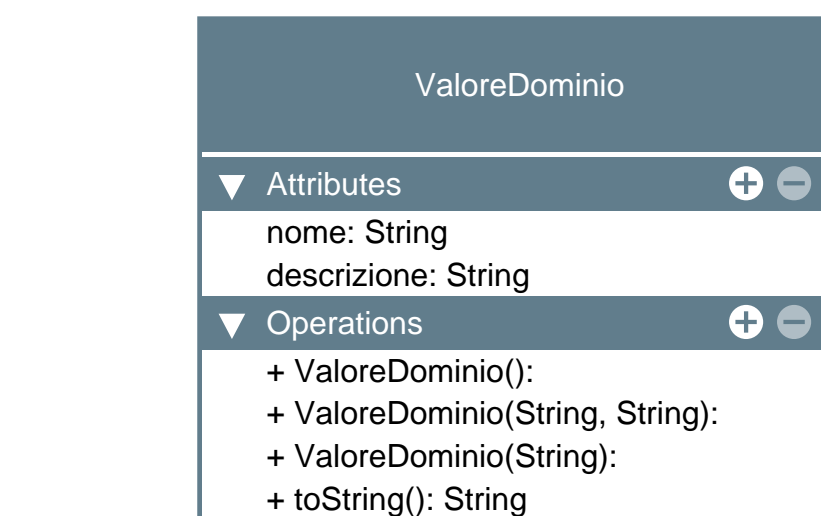 ValoreDominio
Attributes
nome: String
descrizione: String
Operations
+ ValoreDominio():
+ ValoreDominio(String, String):
+ ValoreDominio(String):
+ toString(): String